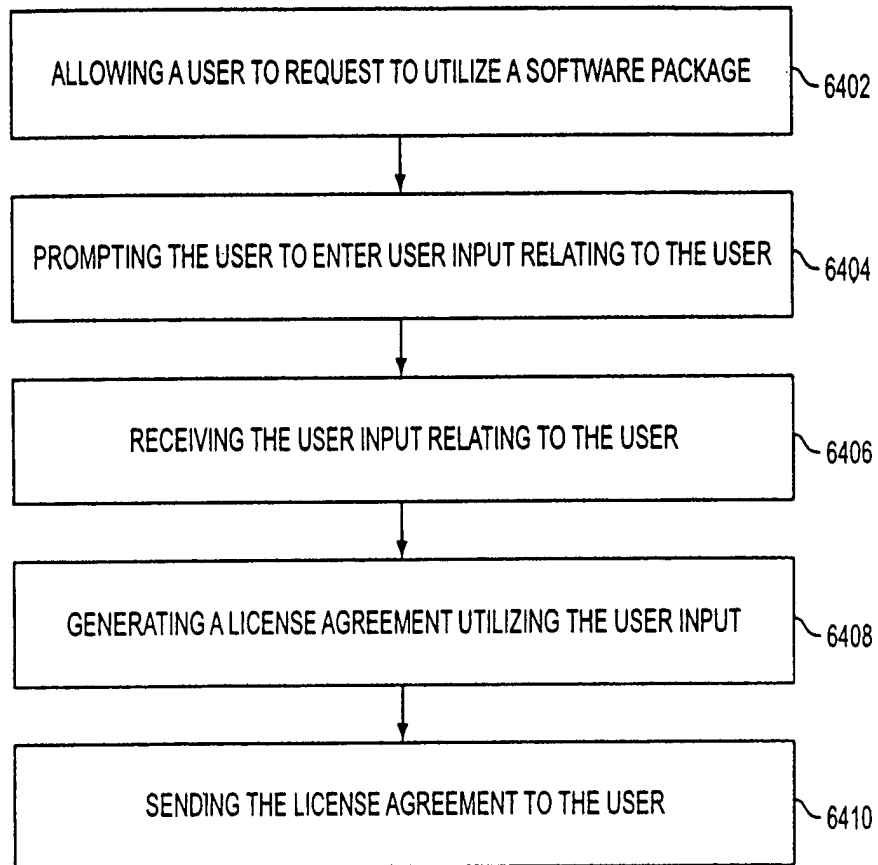 ALLOWING A USER TO REQUEST TO UTILIZE A SOFTWARE PACKAGE
6402
PROMPTING THE USER TO ENTER USER INPUT RELATING TO THE USER
6404
RECEIVING THE USER INPUT RELATING TO THE USER
6406
GENERATING A LICENSE AGREEMENT UTILIZING THE USER INPUT
6408
SENDING THE LICENSE AGREEMENT TO THE USER
6410